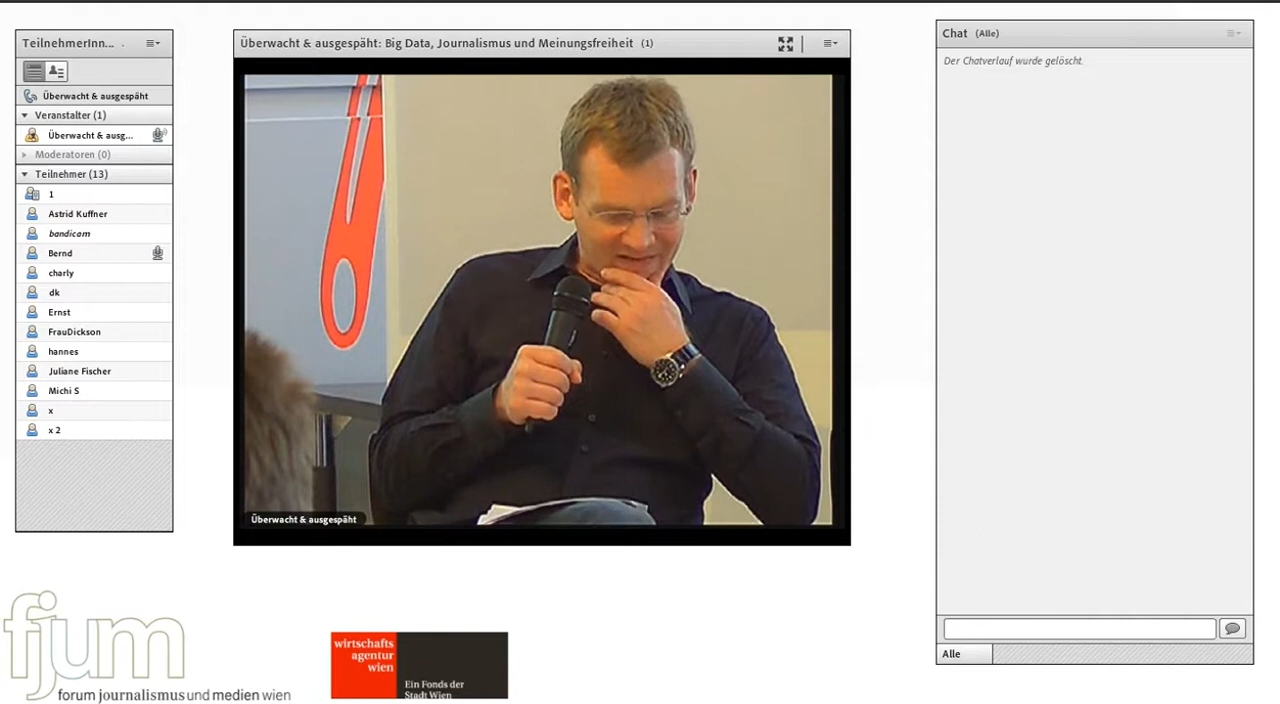 TeilnehmerInn... .
Überwacht & ausgespäht
Veranstalter (1)
Überwacht & ausg...
Moderatoren (0)
Teilnehmer (13)
1
Astrid Kuffner
bandicam
Bernd
charly
dk
Ernst
FrauDickson
hannes
Juliane Fischer
Michi S
x
x 2
Überwacht & ausgespäht: Big Data, Journalismus und Meinungsfreiheit (1)
Überwacht & ausgespäht
Chat (Alle)
Der Chatverlauf wurde gelöscht.
Alle
fjum
forum journalismus und medien wien
wirtschafts
agentur
wien
Ein Fonds der
Stadt Wien